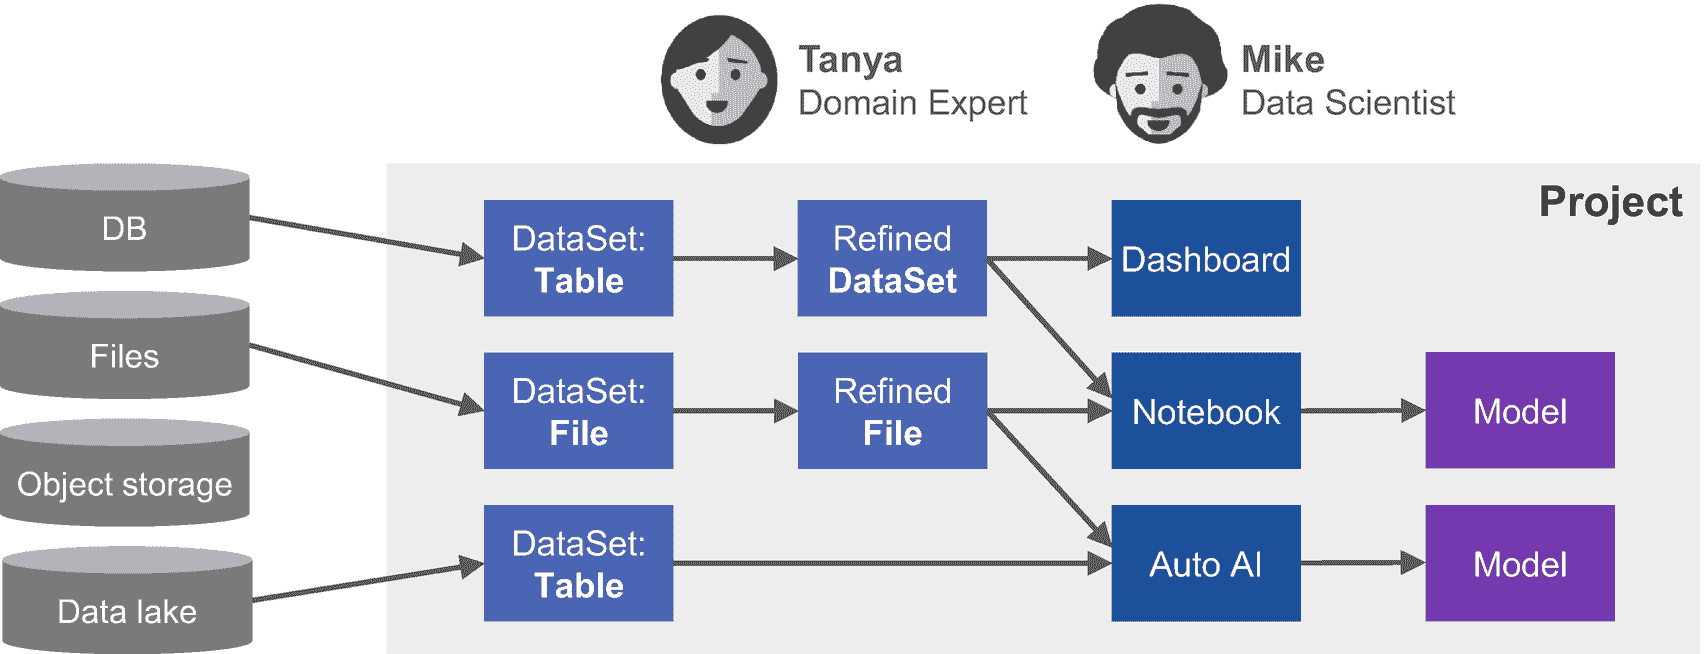 Tanya
Domain Expert
Mike
Data Scientist
Project
DB
Files
Object storage
Data lake
DataSet:
Table
Refined
DataSet
Dashboard
DataSet:
File
Refined
File
Notebook
Model
DataSet:
Table
Auto AI
Model